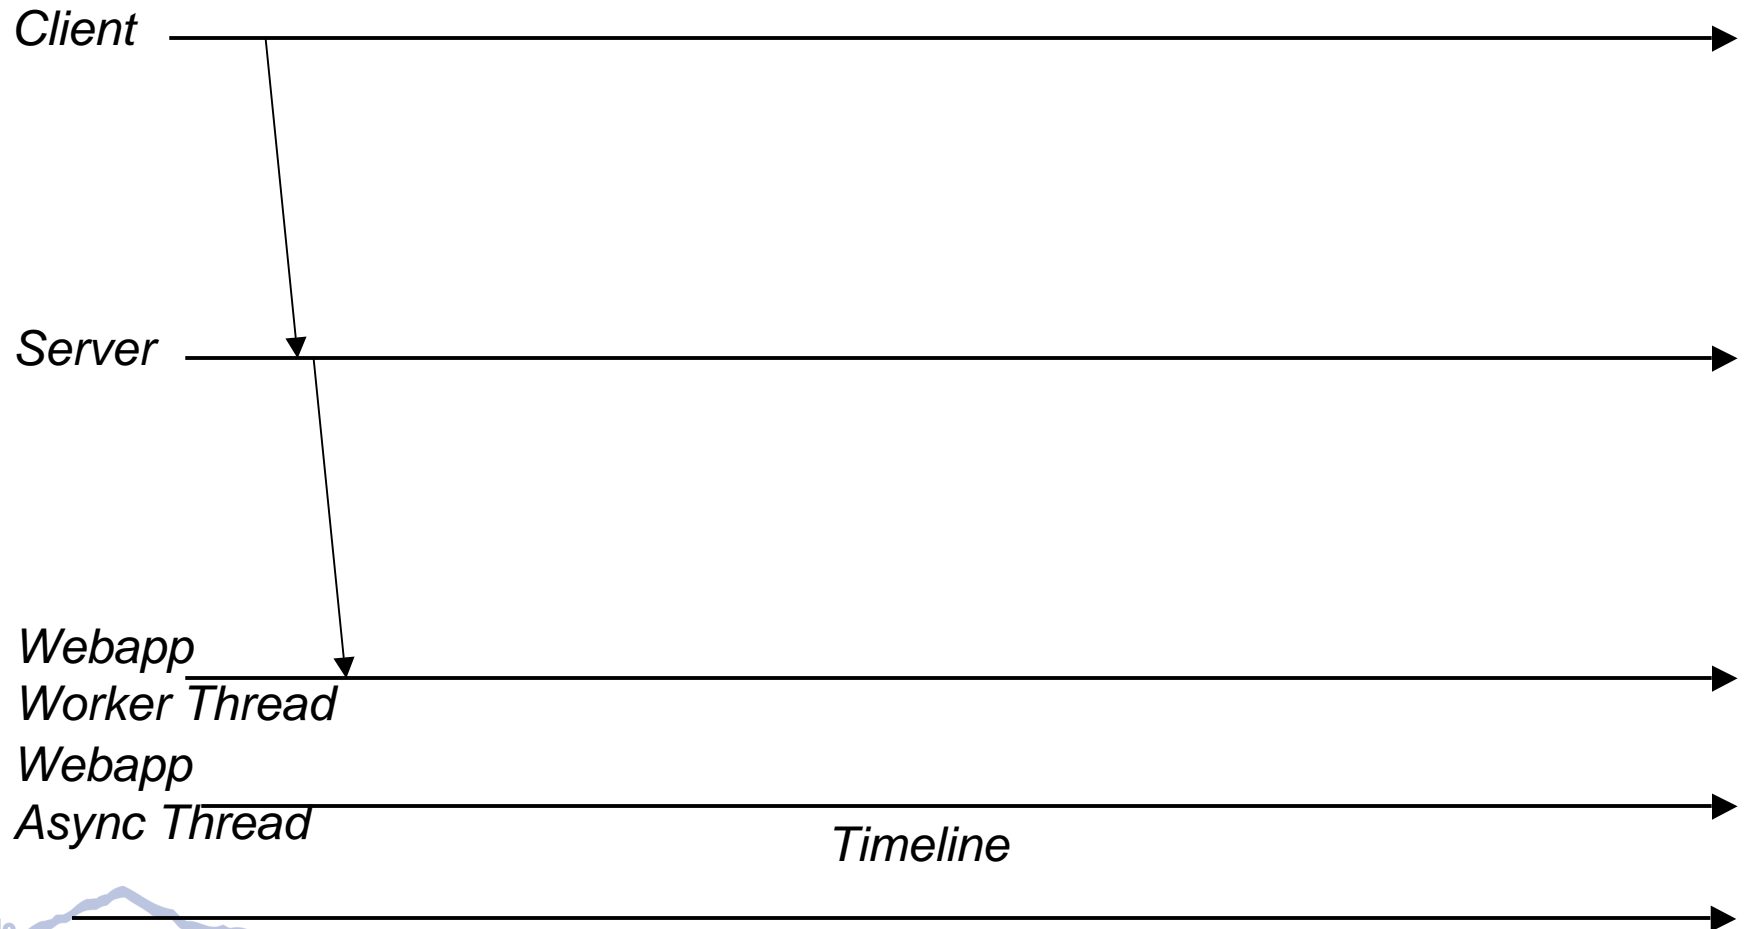 Client
Server
Webapp
Worker Thread
Webapp
Async Thread
Timeline